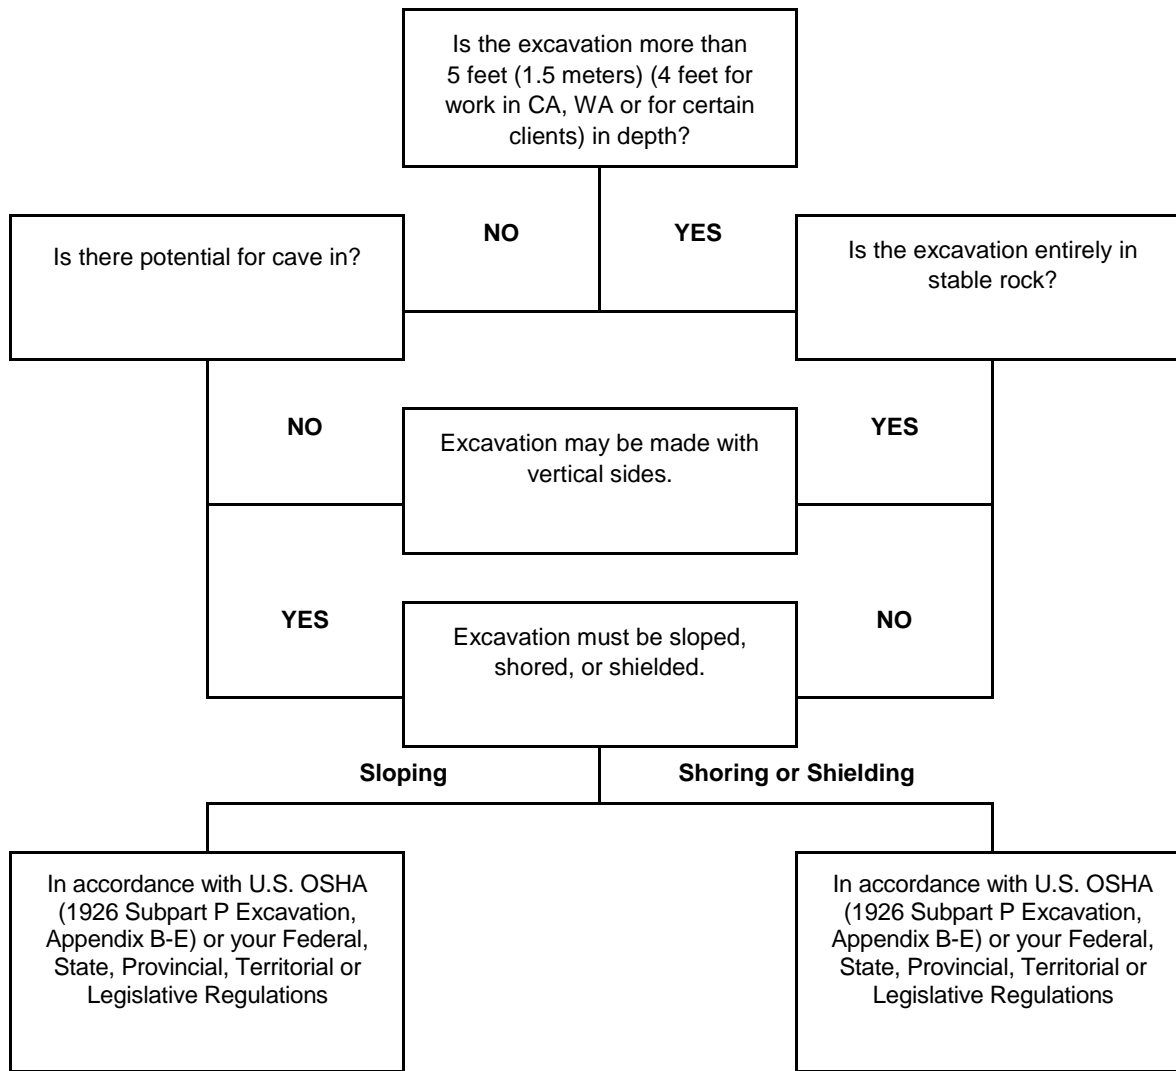 Is the excavation more than
5 feet (1.5 meters) (4 feet for
work in CA, WA or for certain
clients) in depth?
NO
YES
Is there potential for cave in?
Is the excavation entirely in
stable rock?
NO
Excavation may be made with
vertical sides.
YES
YES
Excavation must be sloped,
shored, or shielded.
NO
Sloping
Shoring or Shielding
In accordance with U.S. OSHA
(1926 Subpart P Excavation,
Appendix B-E) or your Federal,
State, Provincial, Territorial or
Legislative Regulations
In accordance with U.S. OSHA
(1926 Subpart P Excavation,
Appendix B-E) or your Federal,
State, Provincial, Territorial or
Legislative Regulations